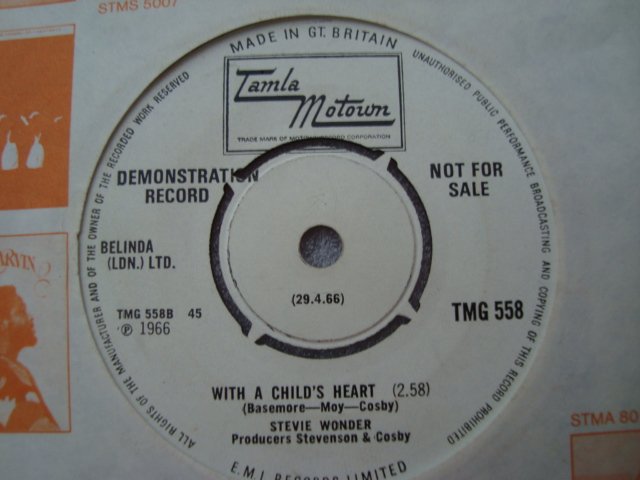 STMS 5007
MADE IN GT. BRITAIN
Tamla
Motown
TRADE MARK OF MOTOWN RECORD CORPORATION
DEMONSTRATION
RECORD
NOT FOR
SALE
BELINDA
(LDN.) LTD.
(29.4.66)
TMG 558B 45
℗ 1966
TMG 558
WITH A CHILD'S HEART (2.58)
(Basemore—Moy—Cosby)
STEVIE WONDER
Producers Stevenson & Cosby
E.M.I. RECORDS LIMITED
ALL RIGHTS OF THE MANUFACTURER AND OF THE OWNER OF THE RECORDED WORK RESERVED
UNAUTHORISED PUBLIC PERFORMANCE BROADCASTING AND COPYING OF THIS RECORD PROHIBITED
STMA 80